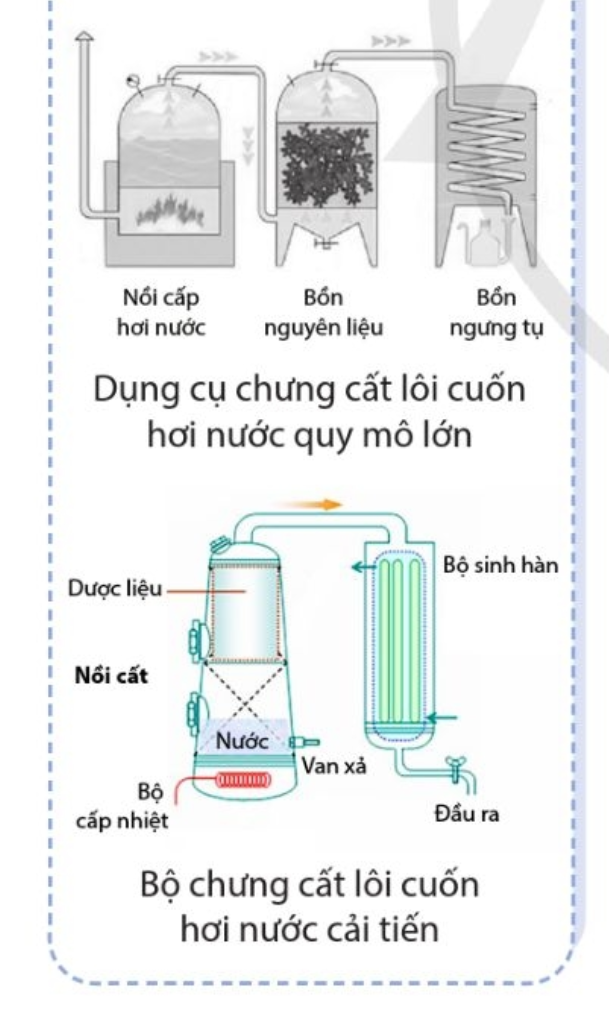 Nồi cấp
hơi nước
Bồn
nguyên liệu
Bồn
ngưng tụ
Dụng cụ chưng cất lôi cuốn
hơi nước quy mô lớn
Bộ sinh hàn
Dược liệu
Nồi cất
Nước
Van xả
Bộ
cấp nhiệt
Đầu ra
Bộ chưng cất lôi cuốn
hơi nước cải tiến